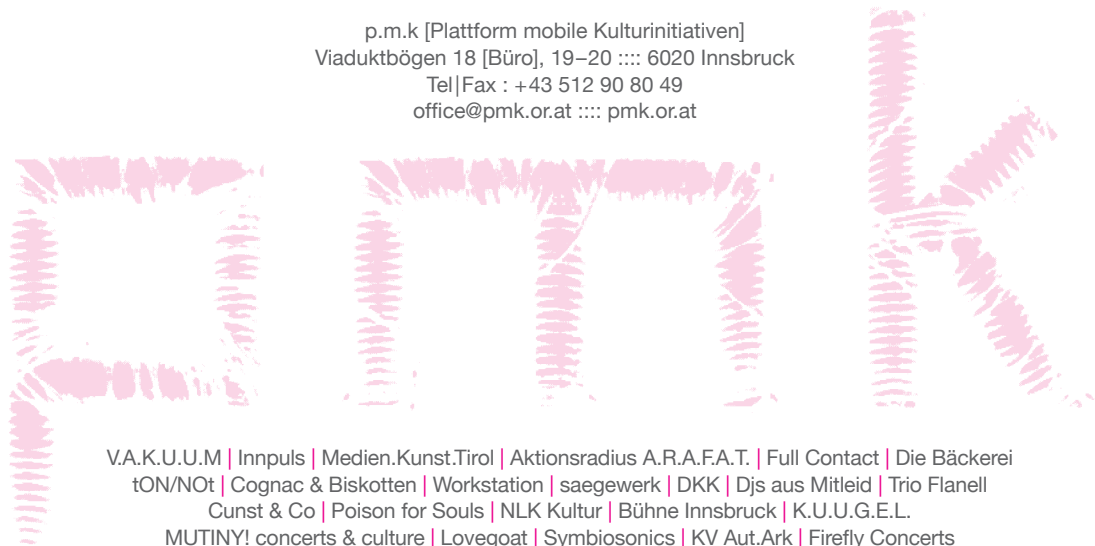 p.m.k [Plattform mobile Kulturinitiativen]
Viaduktbögen 18 [Büro], 19–20 :::: 6020 Innsbruck
Tel|Fax : +43 512 90 80 49
office@pmk.or.at :::: pmk.or.at
pmk
V.A.K.U.U.M | Innpuls | Medien.Kunst.Tirol | Aktionsradius A.R.A.F.A.T. | Full Contact | Die Bäckerei
tON/NOt | Cognac & Biskotten | Workstation | saegewerk | DKK | Djs aus Mitleid | Trio Flanell
Cunst & Co | Poison for Souls | NLK Kultur | Bühne Innsbruck | K.U.U.G.E.L.
MUTINY! concerts & culture | Lovegoat | Symbiosonics | KV Aut.Ark | Firefly Concerts